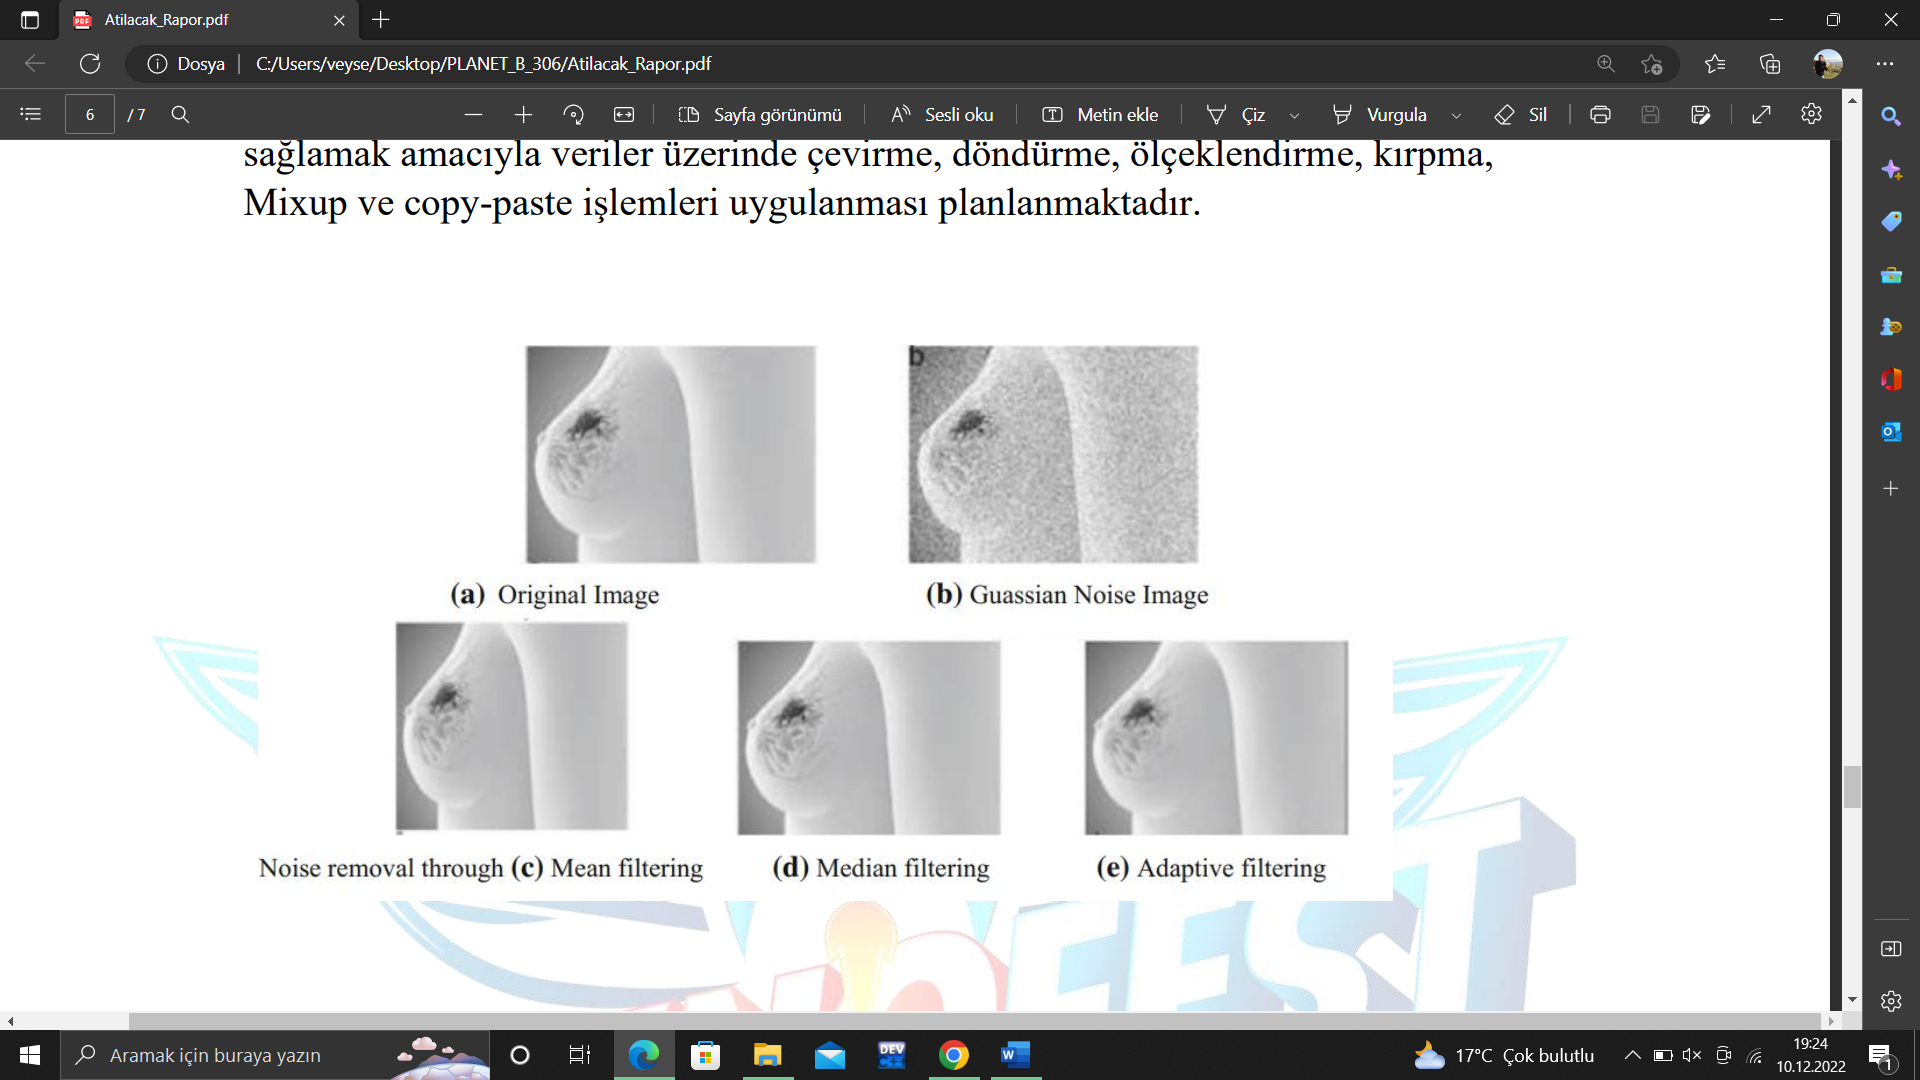 Atilacak_Rapor.pdf
Dosya
C:/Users/veyse/Desktop/PLANET_B_306/Atilacak_Rapor.pdf
6 / 7
Sayfa görünümü
Sesli oku
Metin ekle
Çiz
Vurgula
Sil
sağlamak amacıyla veriler üzerinde çevirme, döndürme, ölçeklendirme, kırpma,
Mixup ve copy-paste işlemleri uygulanması planlanmaktadır.
b
(a) Original Image
(b) Guassian Noise Image
Noise removal through (c) Mean filtering
(d) Median filtering
(e) Adaptive filtering
FEST
Aramak için buraya yazın
DEV
C++
17°C Çok bulutlu
19:24
10.12.2022
1